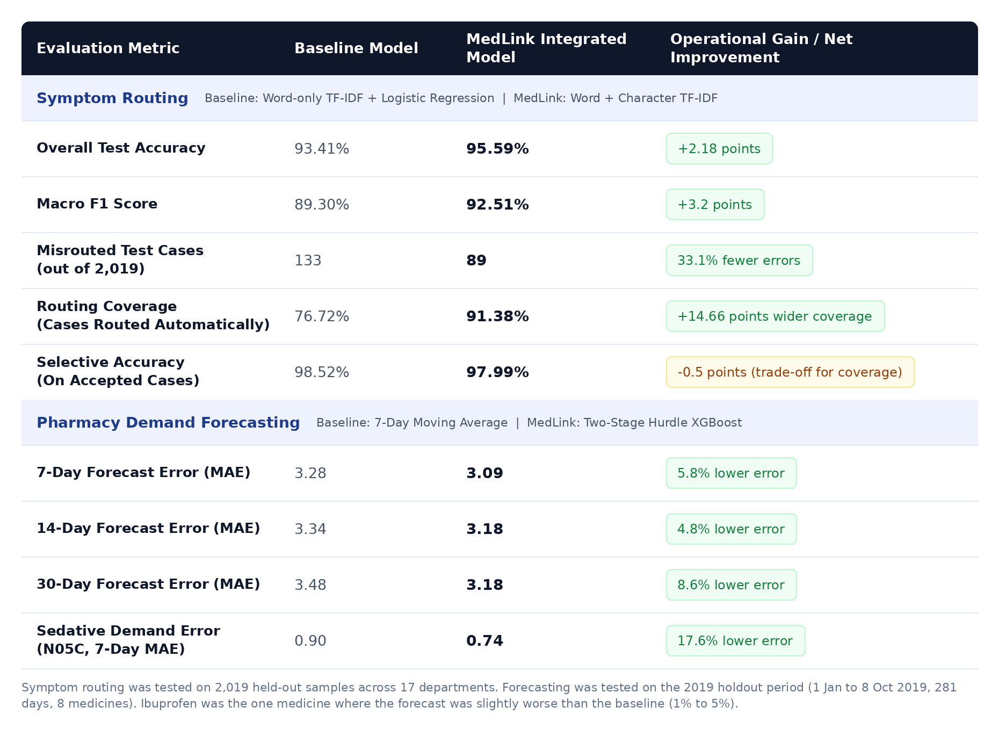 Evaluation Metric
Baseline Model
MedLink Integrated
Model
Operational Gain / Net
Improvement
Symptom Routing Baseline: Word-only TF-IDF + Logistic Regression | MedLink: Word + Character TF-IDF
Overall Test Accuracy 93.41% 95.59% +2.18 points
Macro F1 Score 89.30% 92.51% +3.2 points
Misrouted Test Cases
(out of 2,019)
133 89 33.1% fewer errors
Routing Coverage
(Cases Routed Automatically)
76.72% 91.38% +14.66 points wider coverage
Selective Accuracy
(On Accepted Cases)
98.52% 97.99% -0.5 points (trade-off for coverage)
Pharmacy Demand Forecasting Baseline: 7-Day Moving Average | MedLink: Two-Stage Hurdle XGBoost
7-Day Forecast Error (MAE) 3.28 3.09 5.8% lower error
14-Day Forecast Error (MAE) 3.34 3.18 4.8% lower error
30-Day Forecast Error (MAE) 3.48 3.18 8.6% lower error
Sedative Demand Error
(N05C, 7-Day MAE)
0.90 0.74 17.6% lower error
Symptom routing was tested on 2,019 held-out samples across 17 departments. Forecasting was tested on the 2019 holdout period (1 Jan to 8 Oct 2019, 281
days, 8 medicines). Ibuprofen was the one medicine where the forecast was slightly worse than the baseline (1% to 5%).